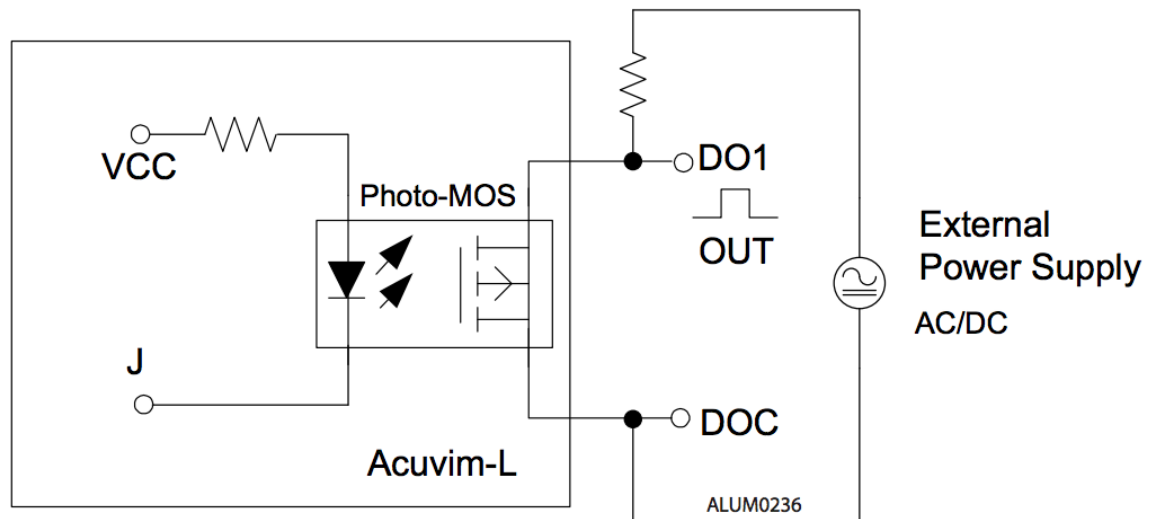 VCC
Photo-MOS
DO1
OUT
External
Power Supply
AC/DC
J
DOC
Acuvim-L
ALUM0236